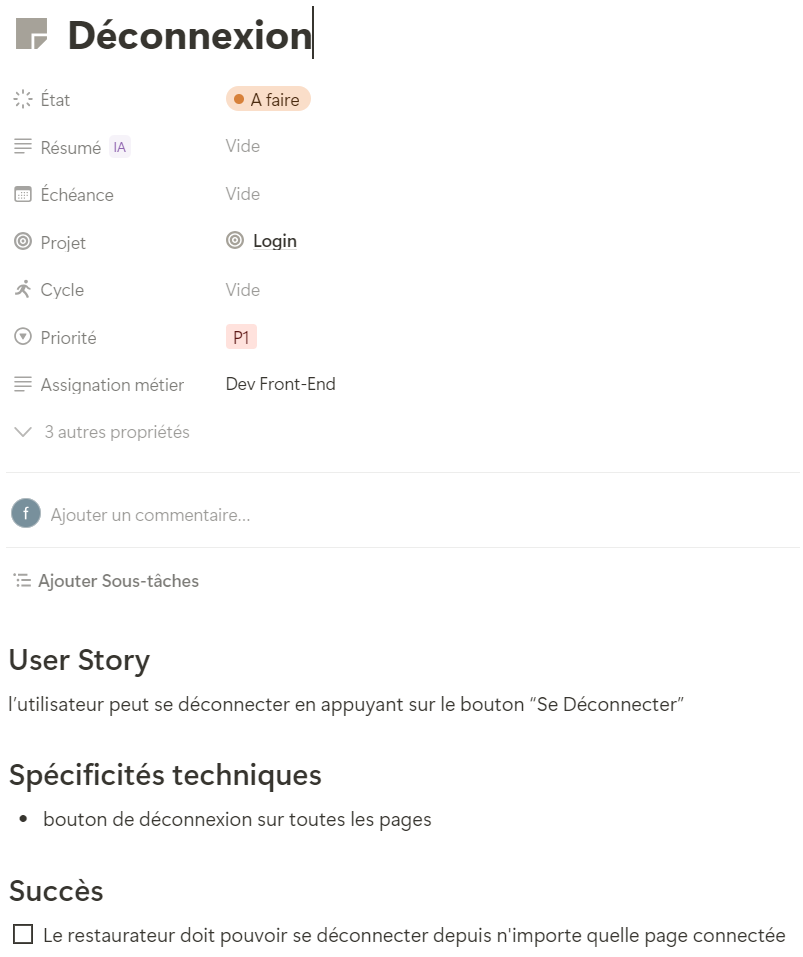 Déconnexion
État A faire
Résumé IA Vide
Échéance Vide
Projet Login
Cycle Vide
Priorité P1
Assignation métier Dev Front-End
3 autres propriétés
f Ajouter un commentaire...
Ajouter Sous-tâches
User Story
l’utilisateur peut se déconnecter en appuyant sur le bouton “Se Déconnecter”
Spécificités techniques
• bouton de déconnexion sur toutes les pages
Succès
Le restaurateur doit pouvoir se déconnecter depuis n'importe quelle page connectée